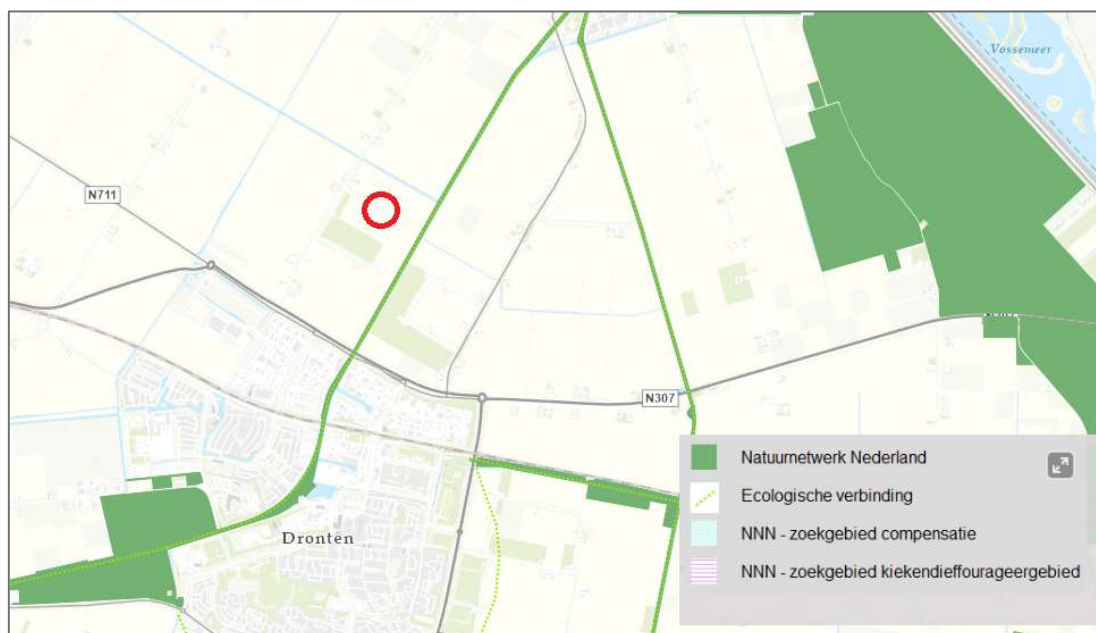 Vossemeer
N711
N307
Natuurnetwerk Nederland
Ecologische verbinding
NNN - zoekgebied compensatie
NNN - zoekgebied kiekendieffourageergebied
Dronten